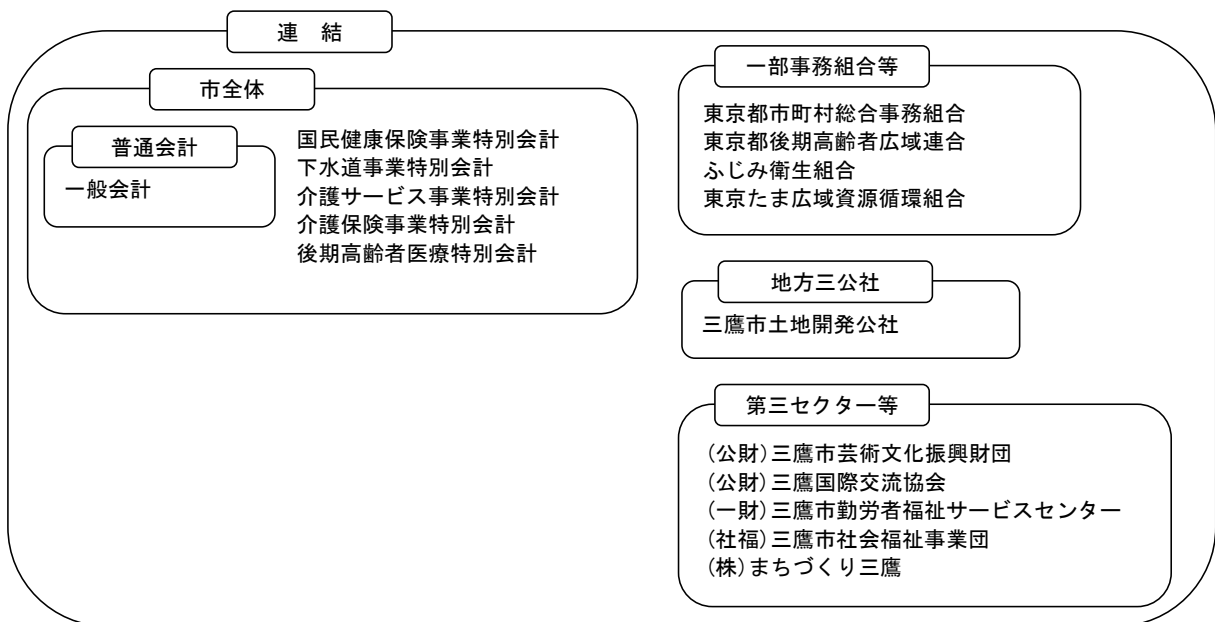 連 結
市全体
普通会計
一般会計
国民健康保険事業特別会計
下水道事業特別会計
介護サービス事業特別会計
介護保険事業特別会計
後期高齢者医療特別会計
一部事務組合等
東京都市町村総合事務組合
東京都後期高齢者広域連合
ふじみ衛生組合
東京たま広域資源循環組合
地方三公社
三鷹市土地開発公社
第三セクター等
(公財)三鷹市芸術文化振興財団
(公財)三鷹国際交流協会
(一財)三鷹市勤労者福祉サービスセンター
(社福)三鷹市社会福祉事業団
(株)まちづくり三鷹